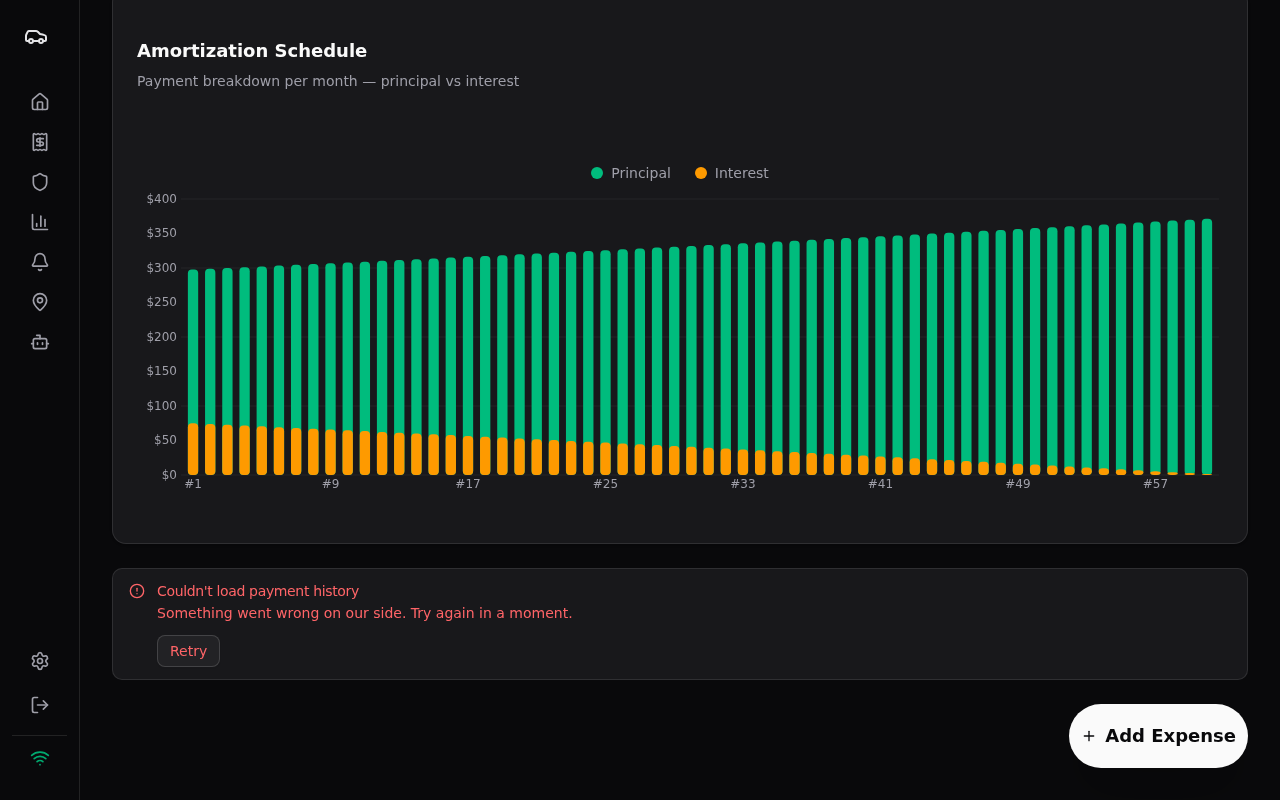 Amortization Schedule
Payment breakdown per month — principal vs interest
Principal
Interest
$400
$350
$300
$250
$200
$150
$100
$50
$0
#1
#9
#17
#25
#33
#41
#49
#57
Couldn't load payment history
Something went wrong on our side. Try again in a moment.
Retry
+ Add Expense